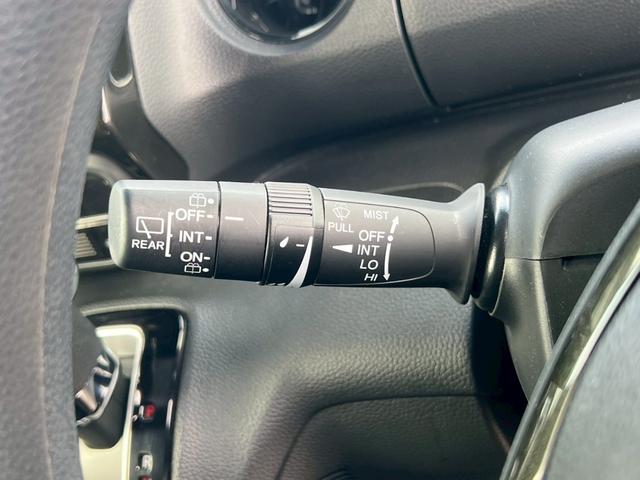 REAR
OFF
INT
ON
PULL
MIST
OFF
INT
LO
HI